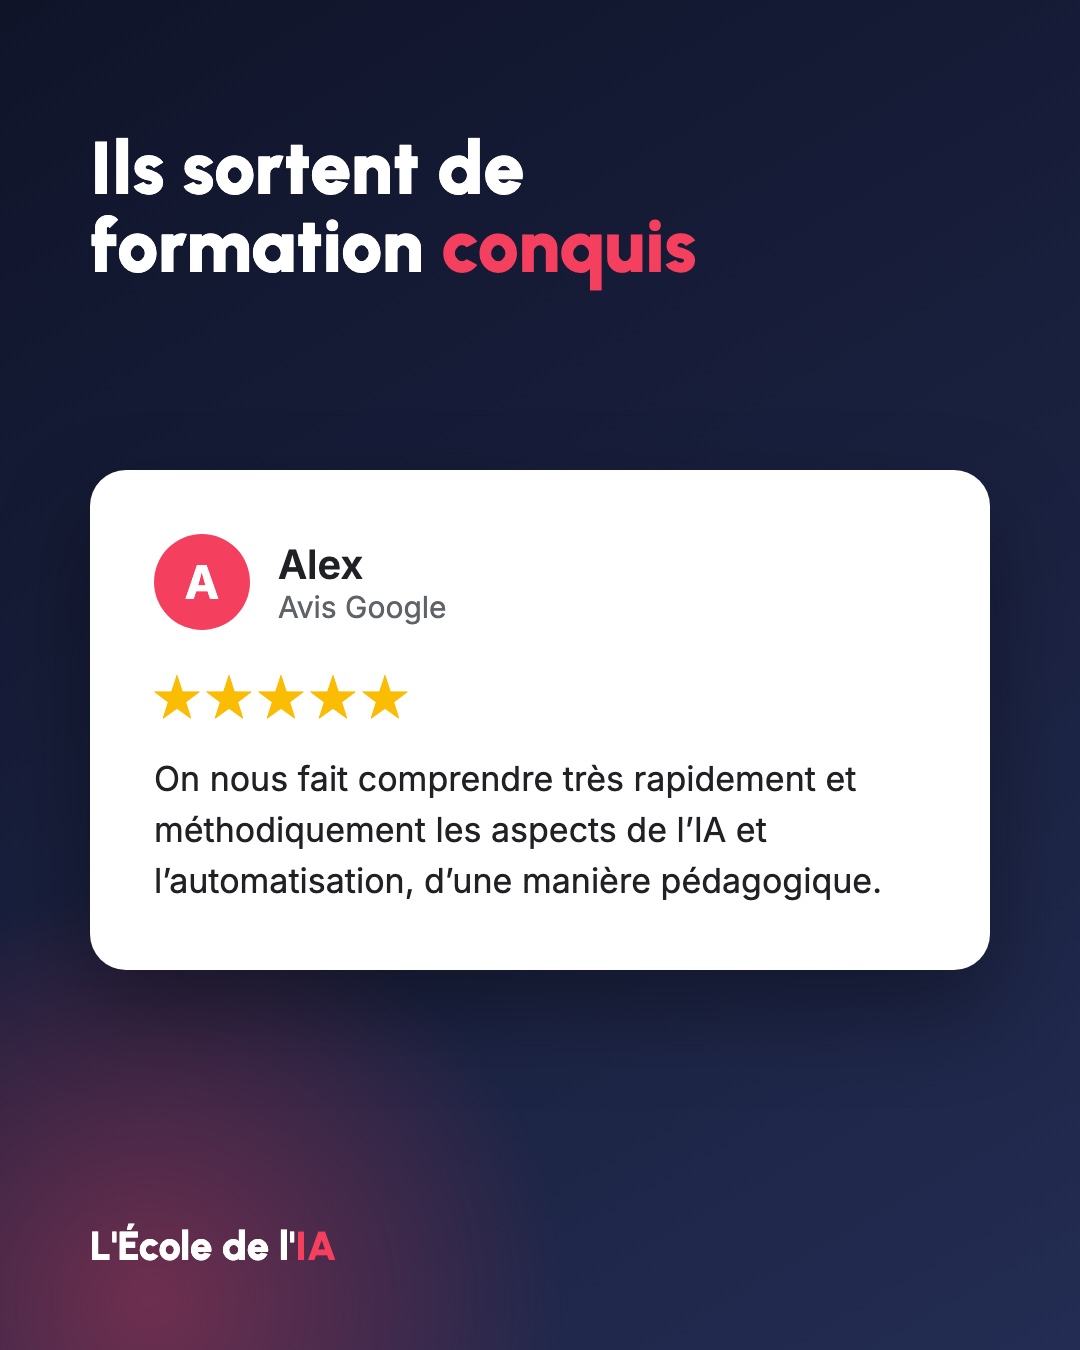 Ils sortent de
formation conquis
A
Alex
Avis Google
On nous fait comprendre très rapidement et
méthodiquement les aspects de l’IA et
l’automatisation, d’une manière pédagogique.
L'École de l'IA